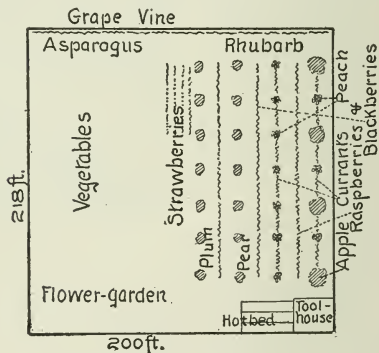 Grape Vine
Asparagus
Rhubarb
Vegetables
Strawberries
Plum
Pear
Apple
Currants
Raspberries &
Blackberries
Peach
218ft.
Flower-garden
Hotbed
Tool-
house
200ft.